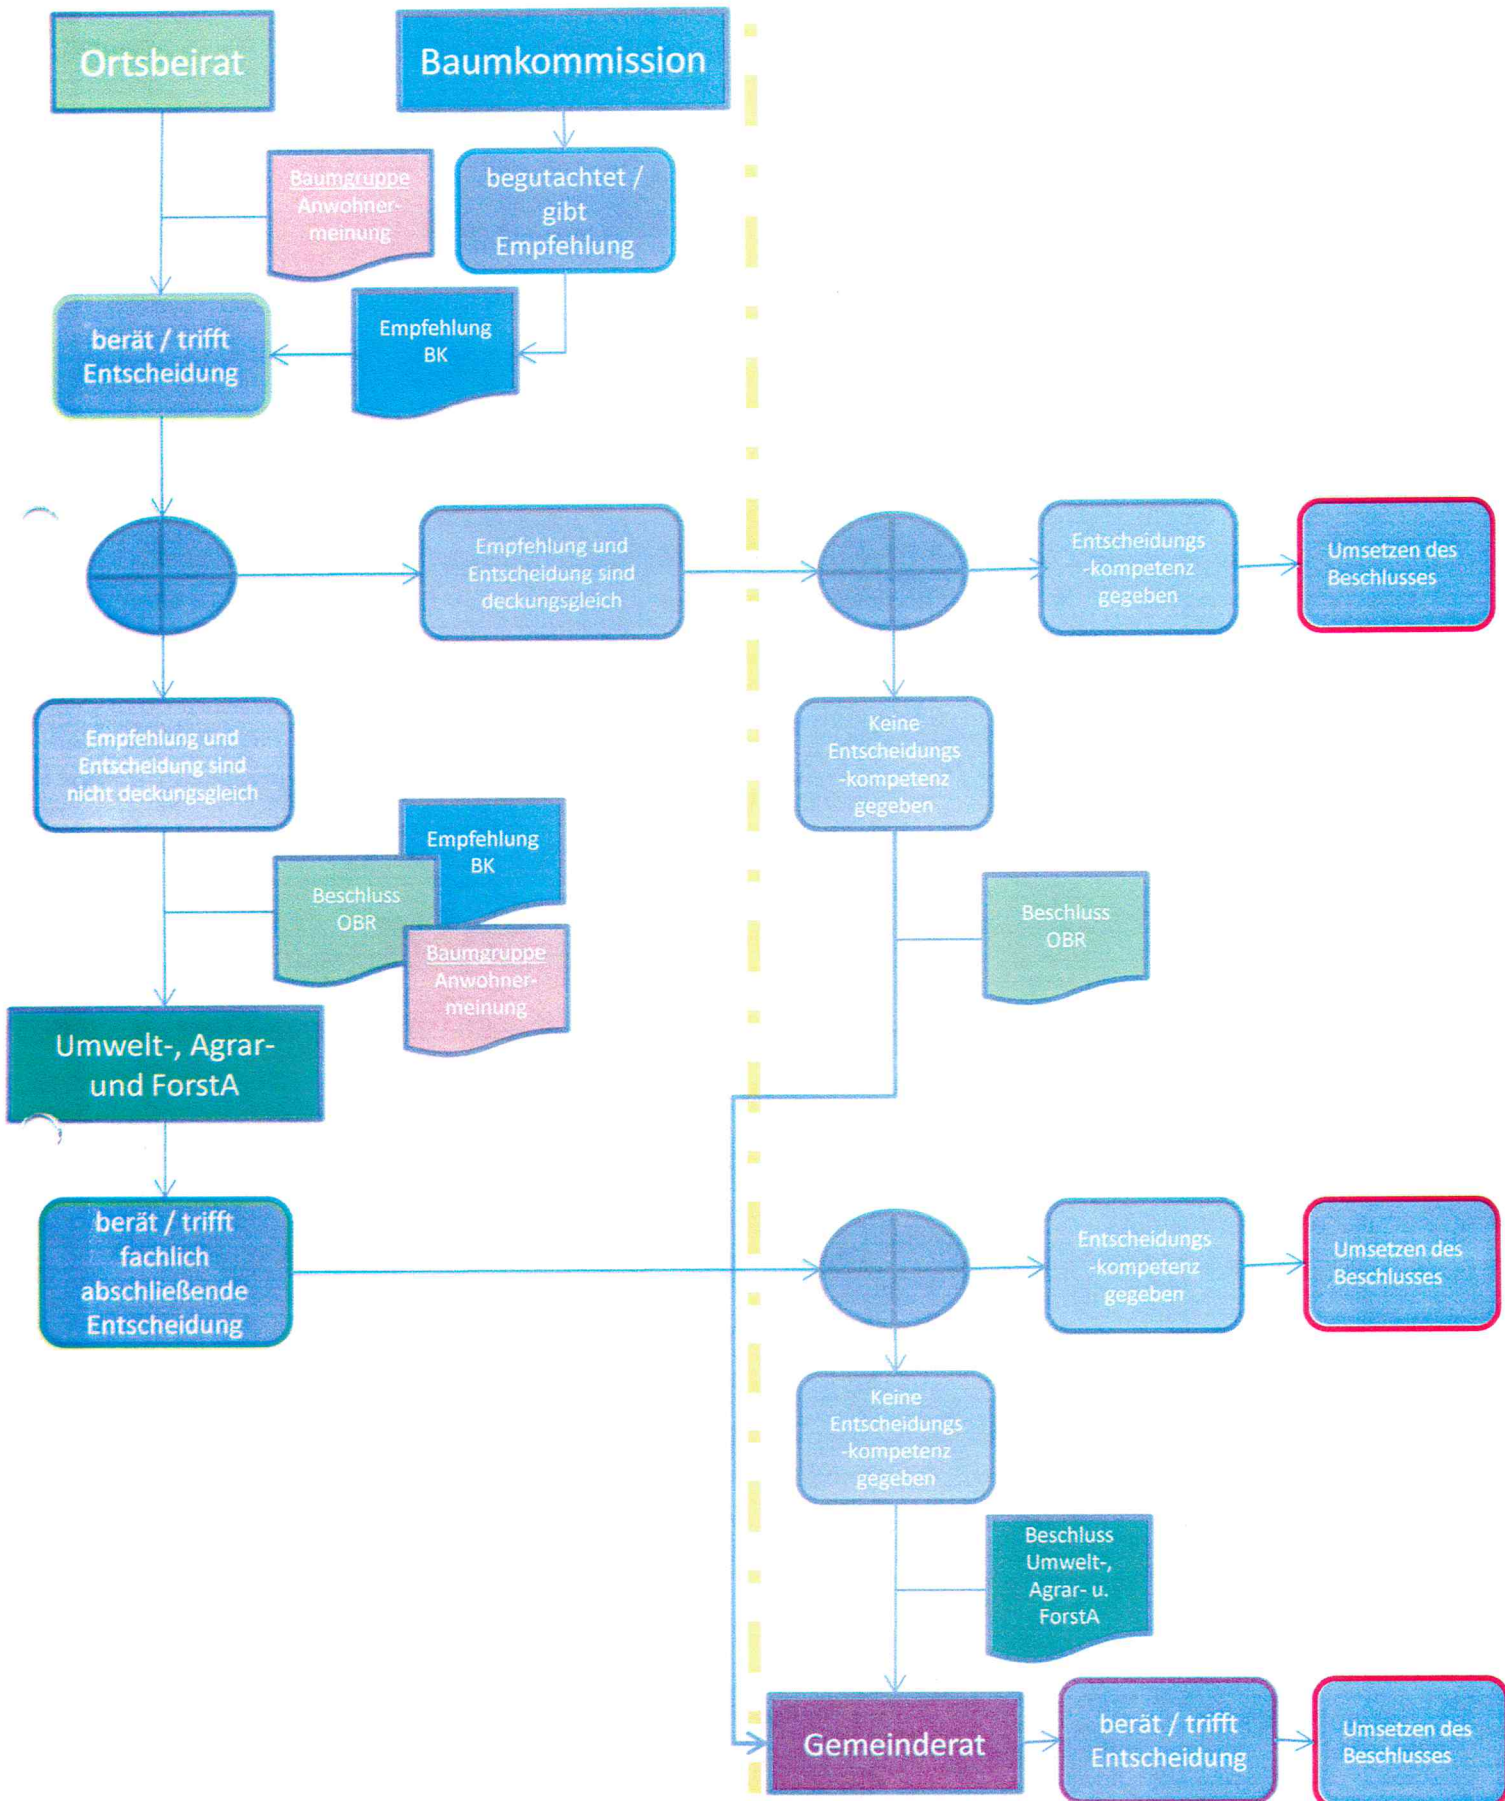 Ortsbeirat
Baumkommission
Baumgruppe
Anwohner-
meinung
begutachtet /
gibt
Empfehlung
berät / trifft
Entscheidung
Empfehlung
BK
Empfehlung und
Entscheidung sind
deckungsgleich
Entscheidungs
-kompetenz
gegeben
Umsetzen des
Beschlusses
Empfehlung und
Entscheidung sind
nicht deckungsgleich
Keine
Entscheidungs
-kompetenz
gegeben
Empfehlung
BK
Beschluss
OBR
Baumgruppe
Anwohner-
meinung
Beschluss
OBR
Umwelt-, Agrar-
und ForstA
berät / trifft
fachlich
abschließende
Entscheidung
Entscheidungs
-kompetenz
gegeben
Umsetzen des
Beschlusses
Keine
Entscheidungs
-kompetenz
gegeben
Beschluss
Umwelt-,
Agrar- u.
ForstA
Gemeinderat
berät / trifft
Entscheidung
Umsetzen des
Beschlusses